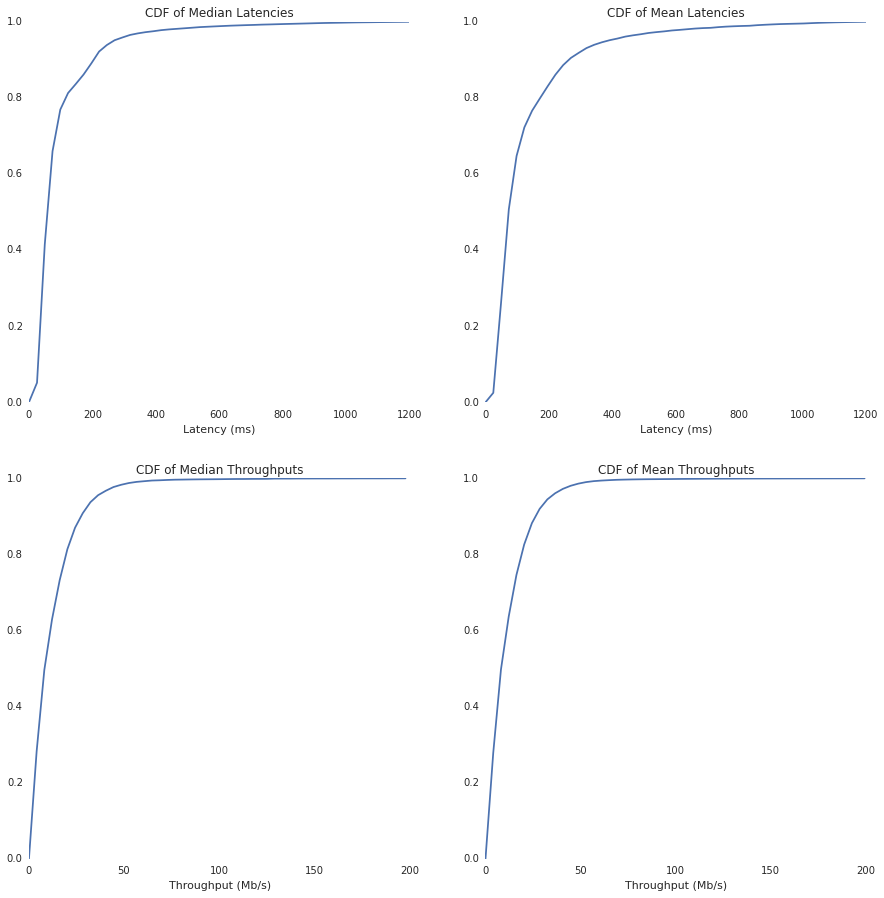 CDF of Median Latencies
1.0
0.8
0.6
0.4
0.2
0.0
0 200 400 600 800 1000 1200
Latency (ms)
CDF of Mean Latencies
1.0
0.8
0.6
0.4
0.2
0.0
0 200 400 600 800 1000 1200
Latency (ms)
CDF of Median Throughputs
1.0
0.8
0.6
0.4
0.2
0.0
0 50 100 150 200
Throughput (Mb/s)
CDF of Mean Throughputs
1.0
0.8
0.6
0.4
0.2
0.0
0 50 100 150 200
Throughput (Mb/s)